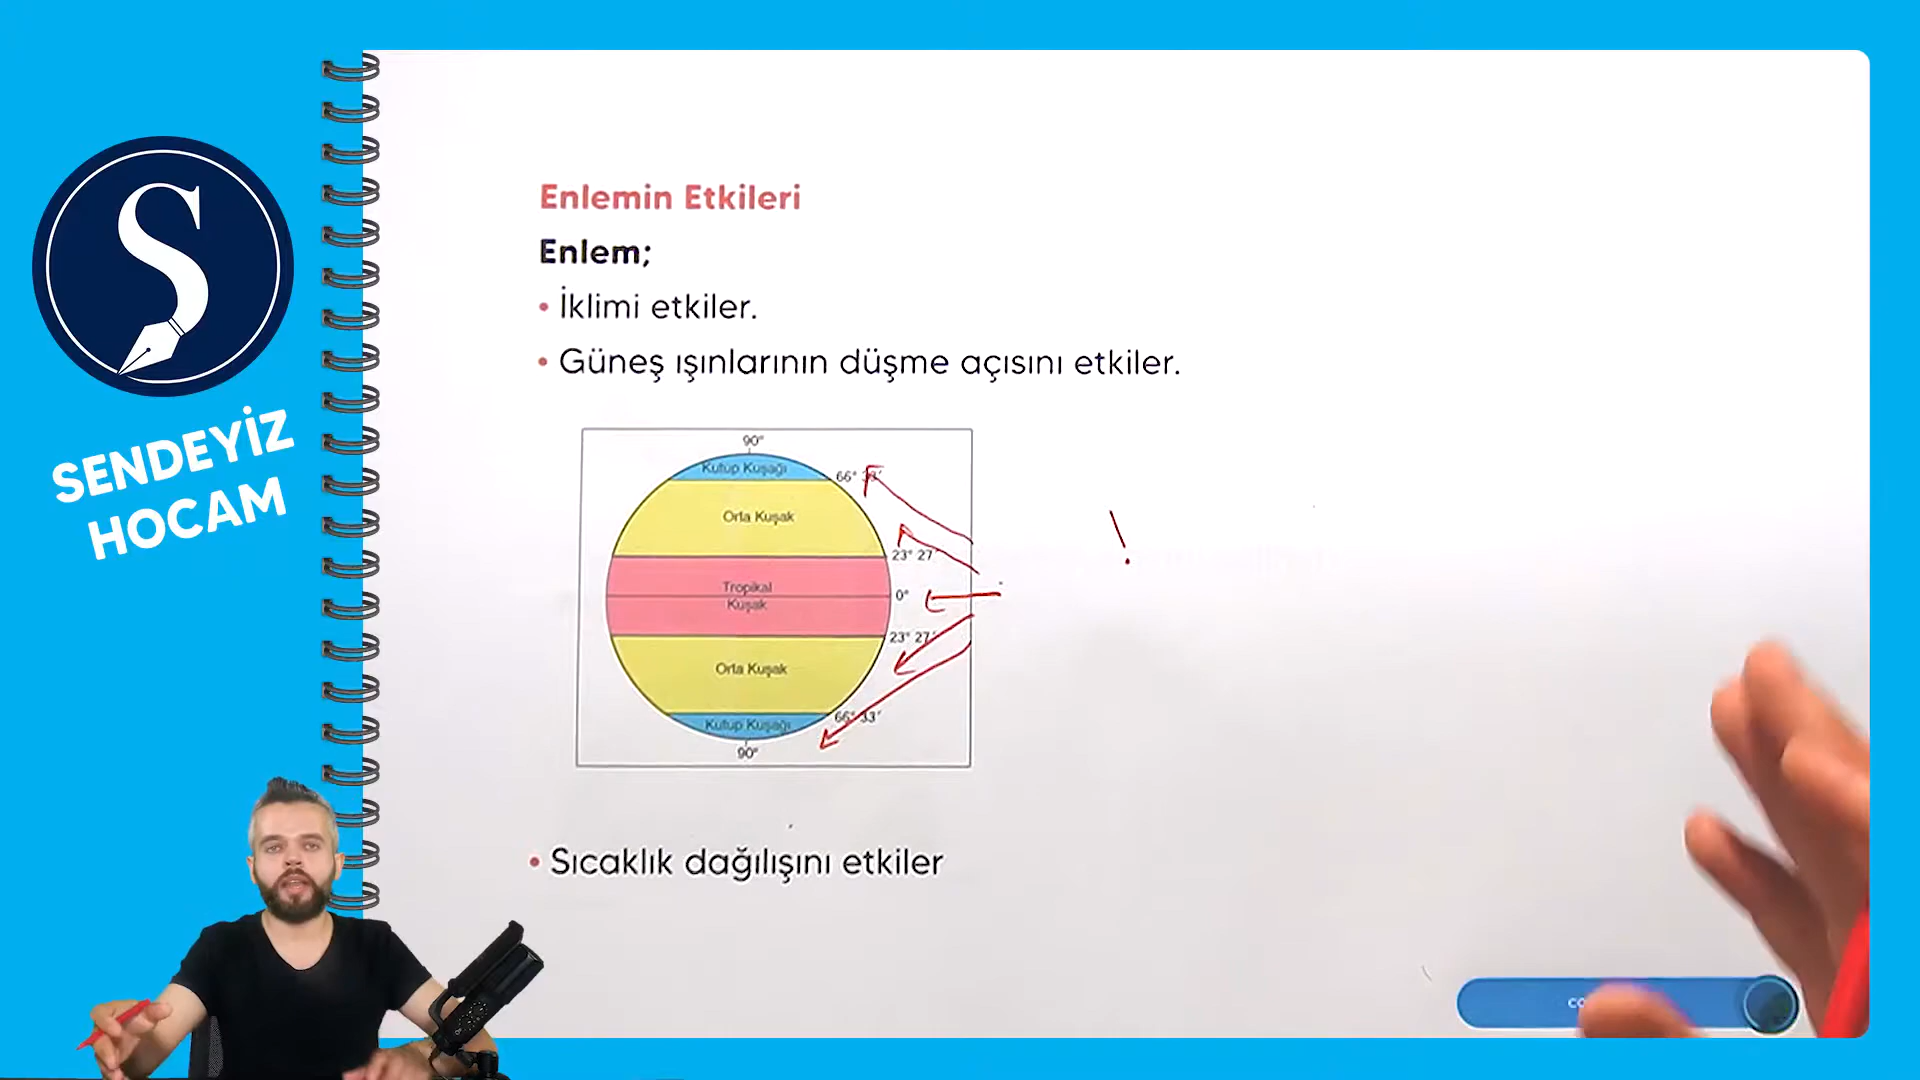 S
SENDEYİZ
HOCAM
Enlemin Etkileri
Enlem;
• İklimi etkiler.
• Güneş ışınlarının düşme açısını etkiler.
90°
Kutup Kuşağı
66° 33′
Orta Kuşak
23° 27′
Tropikal
0°
Kuşak
23° 27′
Orta Kuşak
66° 33′
Kutup Kuşağı
90°
!
• Sıcaklık dağılışını etkiler